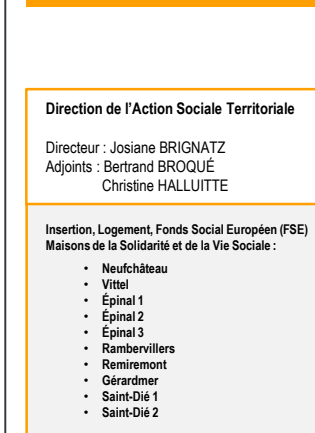 Direction de l'Action Sociale Territoriale
Directeur : Josiane BRIGNATZ
Adjoints : Bertrand BROQUÉ
Christine HALLUITTE
Insertion, Logement, Fonds Social Européen (FSE)
Maisons de la Solidarité et de la Vie Sociale :
• Neufchâteau
• Vittel
• Épinal 1
• Épinal 2
• Épinal 3
• Rambervillers
• Remiremont
• Gérardmer
• Saint-Dié 1
• Saint-Dié 2